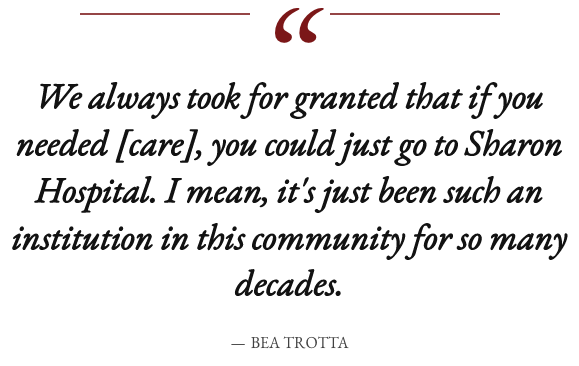 “
We always took for granted that if you
needed [care], you could just go to Sharon
Hospital. I mean, it's just been such an
institution in this community for so many
decades.
— BEA TROTTA